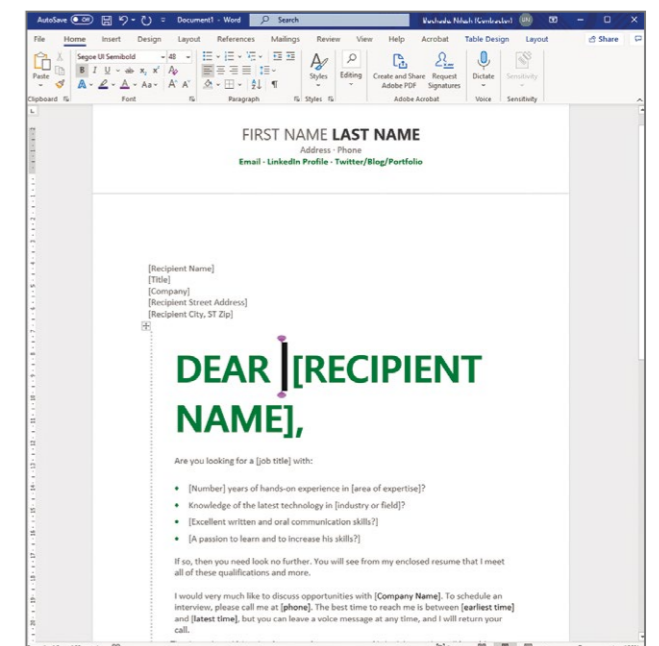 AutoSave Off Document1 - Word Search
File Home Insert Design Layout References Mailings Review View Help Acrobat Table Design Layout Share
Segoe UI Semibold 48
Paste
B I U ab x₂ x² A
A A Aa A A
Styles
Editing
Create and Share Adobe PDF
Request Signatures
Dictate
Sensitivity
Clipboard Font Paragraph Styles Adobe Acrobat Voice Sensitivity
FIRST NAME LAST NAME
Address · Phone
Email · LinkedIn Profile · Twitter/Blog/Portfolio
[Recipient Name]
[Title]
[Company]
[Recipient Street Address]
[Recipient City, ST Zip]
DEAR [RECIPIENT
NAME],
Are you looking for a [job title] with:
• [Number] years of hands-on experience in [area of expertise]?
• Knowledge of the latest technology in [industry or field]?
• [Excellent written and oral communication skills?]
• [A passion to learn and to increase his skills?]
If so, then you need look no further. You will see from my enclosed resume that I meet
all of these qualifications and more.
I would very much like to discuss opportunities with [Company Name]. To schedule an
interview, please call me at [phone]. The best time to reach me is between [earliest time]
and [latest time], but you can leave a voice message at any time, and I will return your
call.